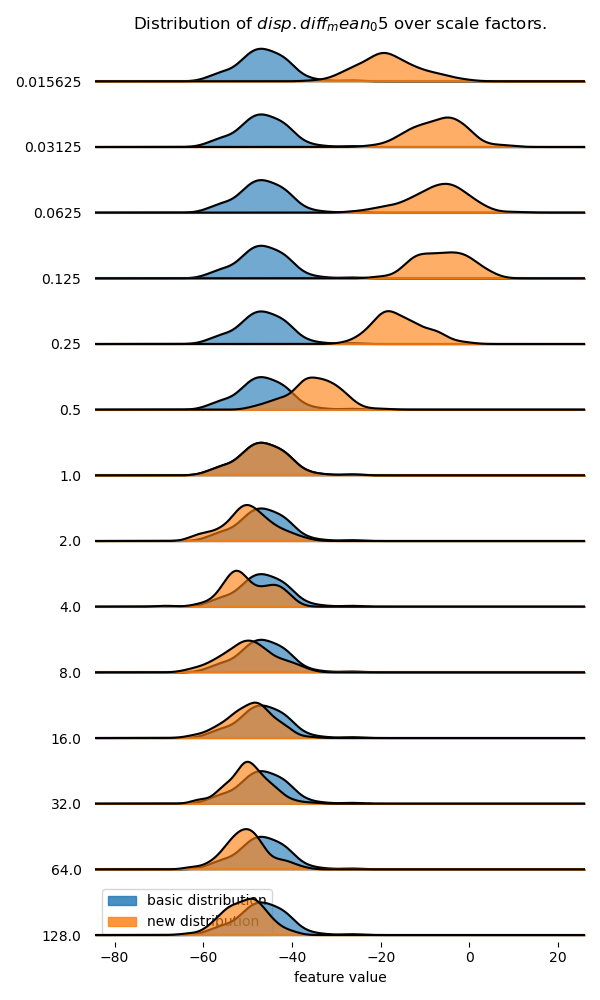 Distribution of disp.diff_mean_05 over scale factors.
0.015625
0.03125
0.0625
0.125
0.25
0.5
1.0
2.0
4.0
8.0
16.0
32.0
64.0
basic distribution
new distribution
128.0
−80 −60 −40 −20 0 20
feature value